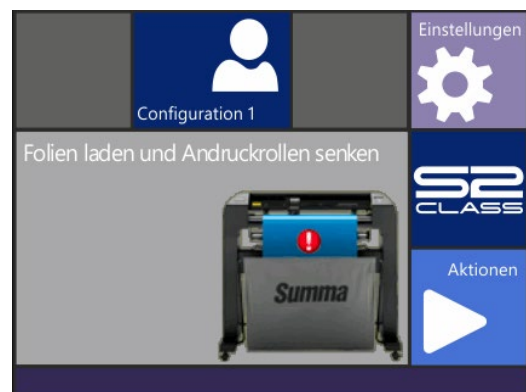 Einstellungen
Configuration 1
Folien laden und Andruckrollen senken
S2
CLASS
Summa
Aktionen